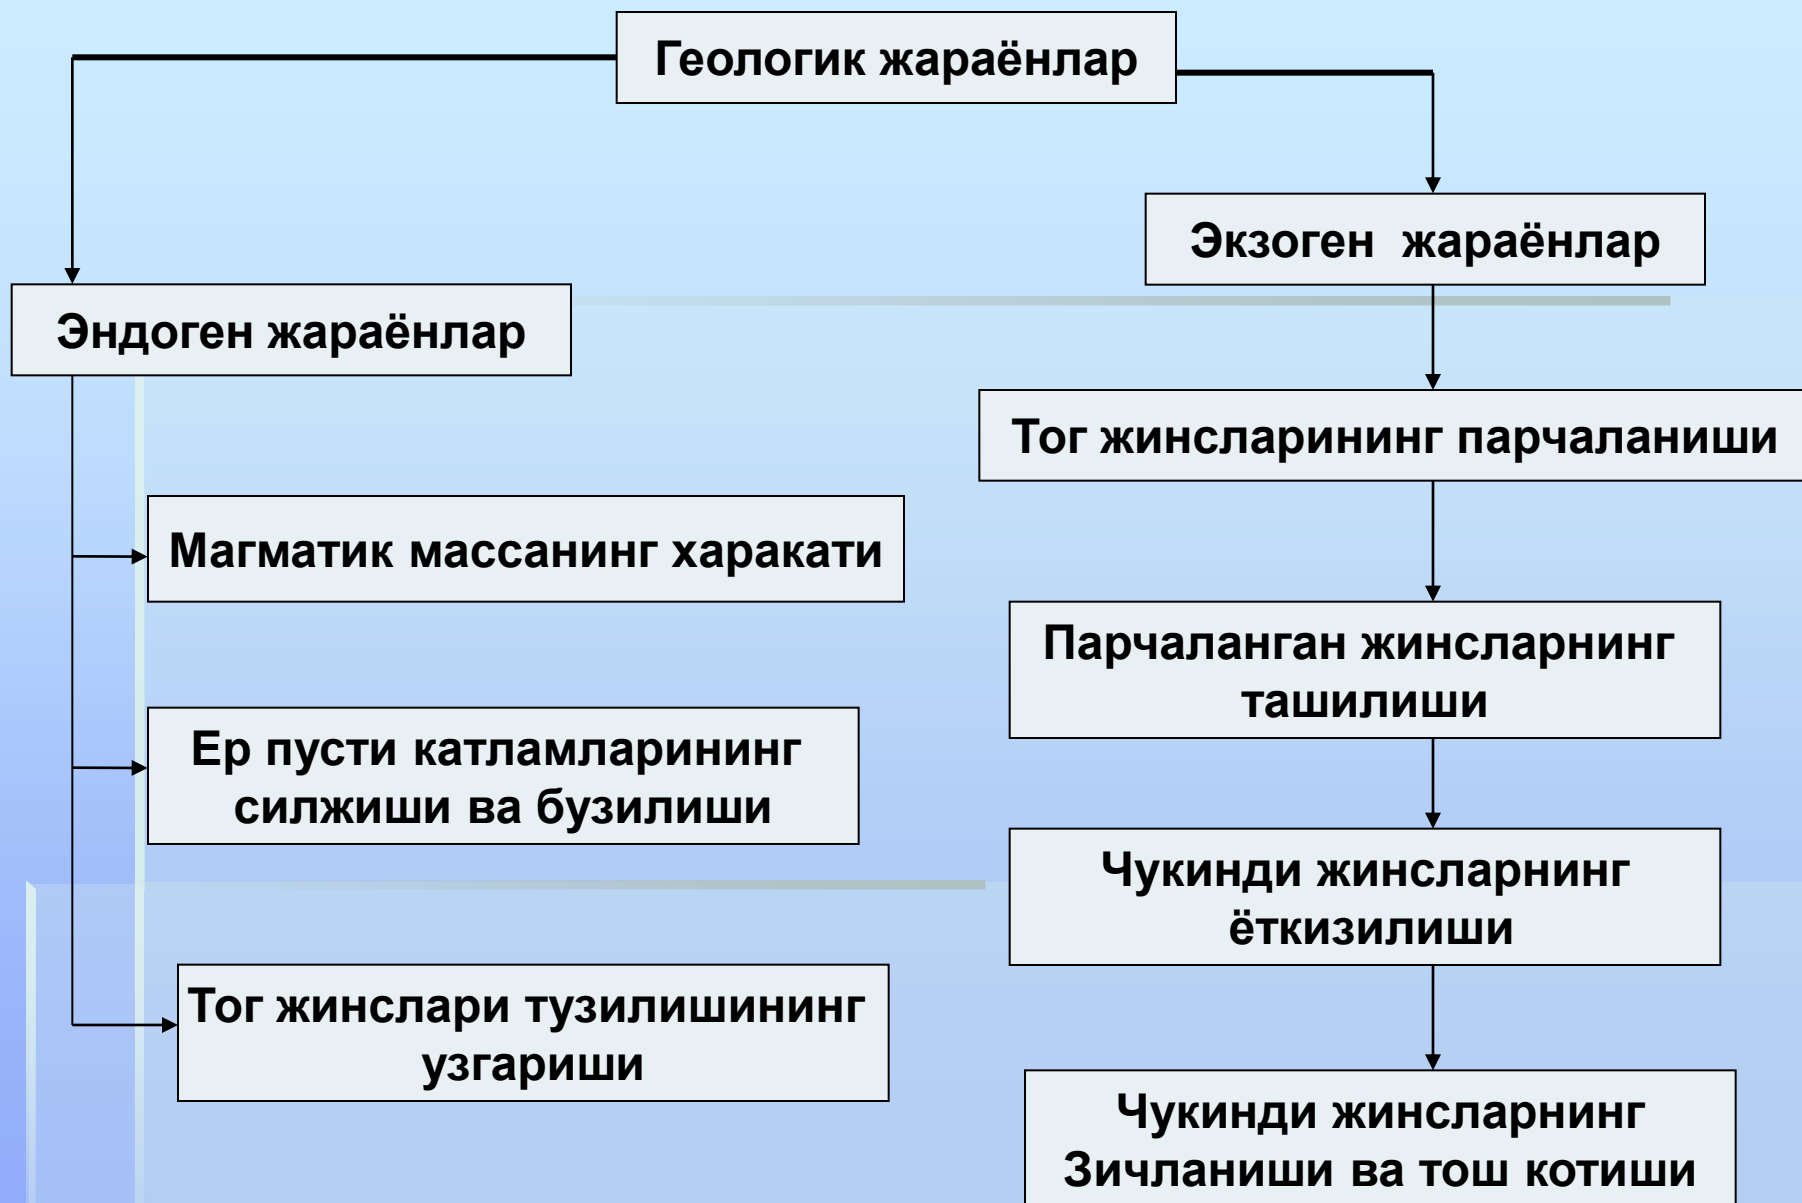 Геологик жараёнлар
Экзоген жараёнлар
Эндоген жараёнлар
Тог жинсларининг парчаланиши
Магматик массанинг харакати
Парчаланган жинсларнинг
ташилиши
Ер пусти катламларининг
силжиши ва бузилиши
Чукинди жинсларнинг
ёткизилиши
Тог жинслари тузилишининг
узгариши
Чукинди жинсларнинг
Зичланиши ва тош котиши